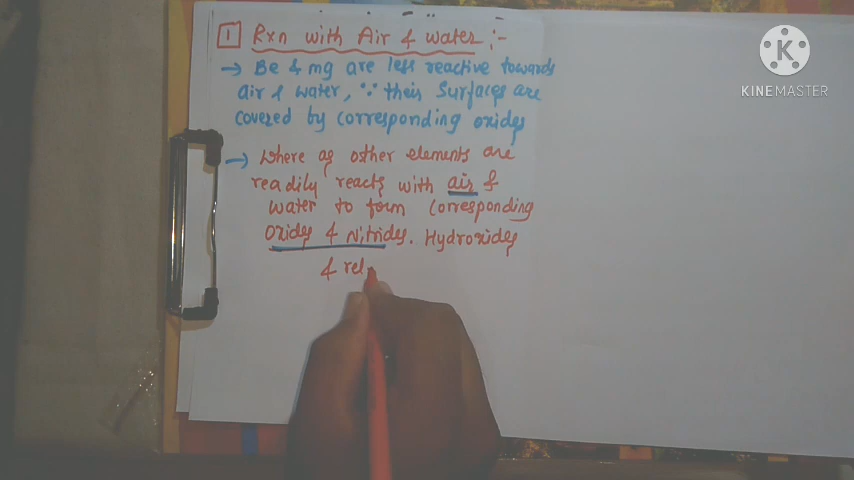 1 Rxn with Air & water :-
→ Be & mg are less reactive towards
air & water, ∵ their surfaces are
covered by corresponding oxides
→ Where as other elements are
readily reacts with air &
water to form corresponding
oxides & Nitrides. Hydroxides
& rel
K
KINEMASTER